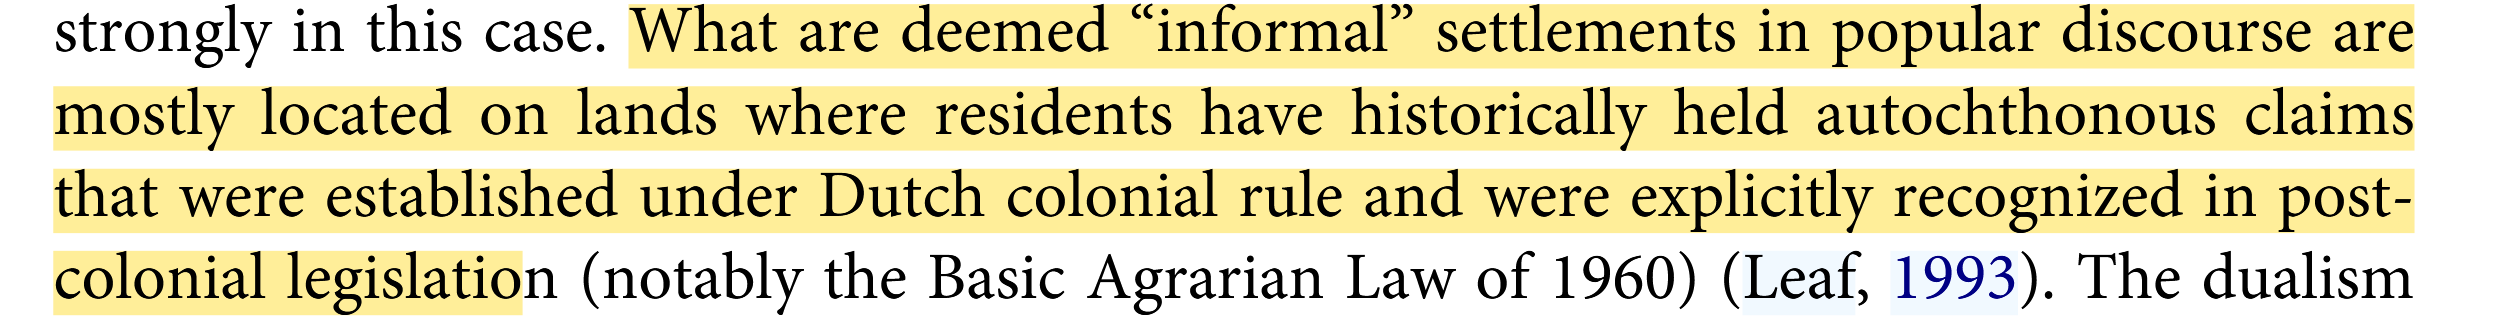 strongly in this case. What are deemed “informal” settlements in popular discourse are
mostly located on lands where residents have historically held autochthonous claims
that were established under Dutch colonial rule and were explicitly recognized in post-
colonial legislation (notably the Basic Agrarian Law of 1960)) (Leaf, 1993). The dualism